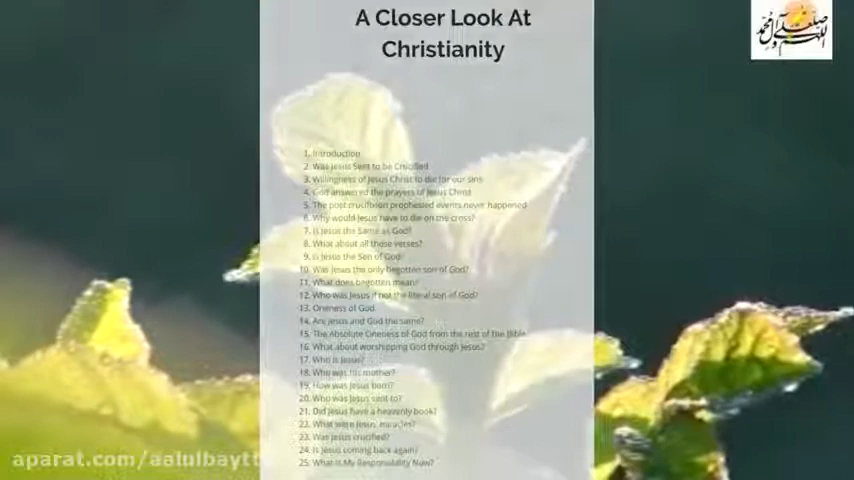 A Closer Look At
Christianity
1. Introduction
2. Was Jesus Sent to be Crucified
3. Willingness of Jesus Christ to die for our sins
4. God answered the prayers of Jesus Christ
5. The post crucifixion prophesied events never happened
6. Why would Jesus have to die on the cross?
7. Is Jesus the Same as God?
8. What about all those verses?
9. Is Jesus the Son of God?
10. Was Jesus the only begotten son of God?
11. What does begotten mean?
12. Who was Jesus if not the literal son of God?
13. Oneness of God
14. Are Jesus and God the same?
15. The Absolute Oneness of God from the rest of the Bible
16. What about worshipping God through Jesus?
17. Who is Jesus?
18. Who was his mother?
19. How was Jesus born?
20. Who was Jesus sent to?
21. Did Jesus have a heavenly book?
22. What were Jesus' miracles?
23. Was Jesus crucified?
24. Is Jesus coming back again?
25. What Is My Responsibility Now?